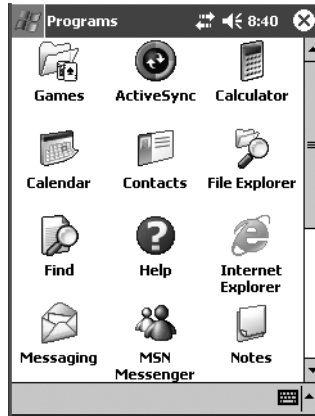 Programs 8:40
Games ActiveSync Calculator
Calendar Contacts File Explorer
Find Help Internet
Explorer
Messaging MSN Notes
Messenger